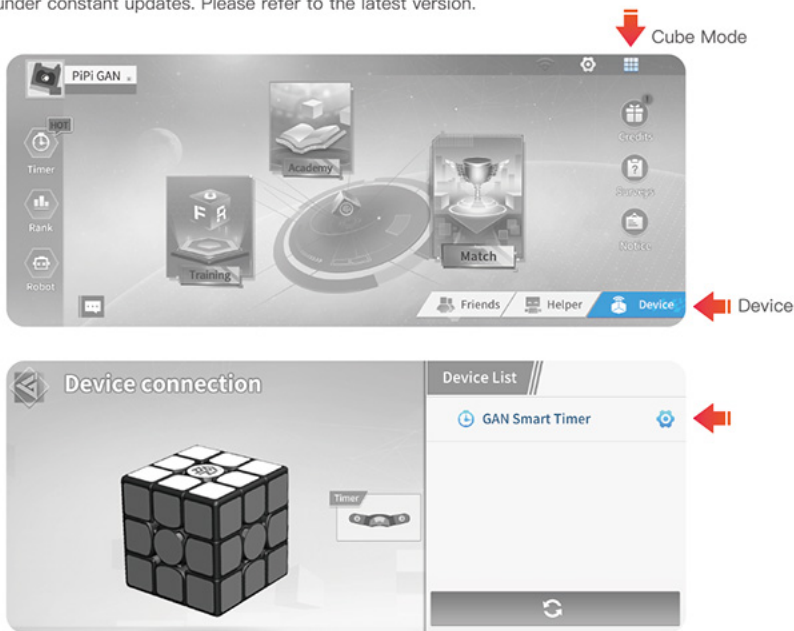 under constant updates. Please refer to the latest version.
Cube Mode
PiPi GAN
HOT
Timer
Rank
Robot
Academy
Training
Match
Credits
Surveys
Notice
Friends
Helper
Device
Device
Device connection
Timer
Device List
GAN Smart Timer